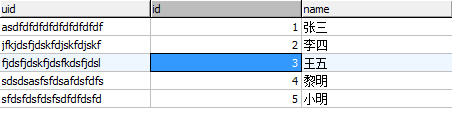 uid id name
asdfdfdfdfdfdfdfdfdf 1 张三
jfkjdsfjdskfdjskfdjskf 2 李四
fjdsfjdskfjdsfkdsfjdsl 3 王五
sdsdsasfsfdsafdsfdfs 4 黎明
sfdsfdsfdsfsdfdfdsfd 5 小明